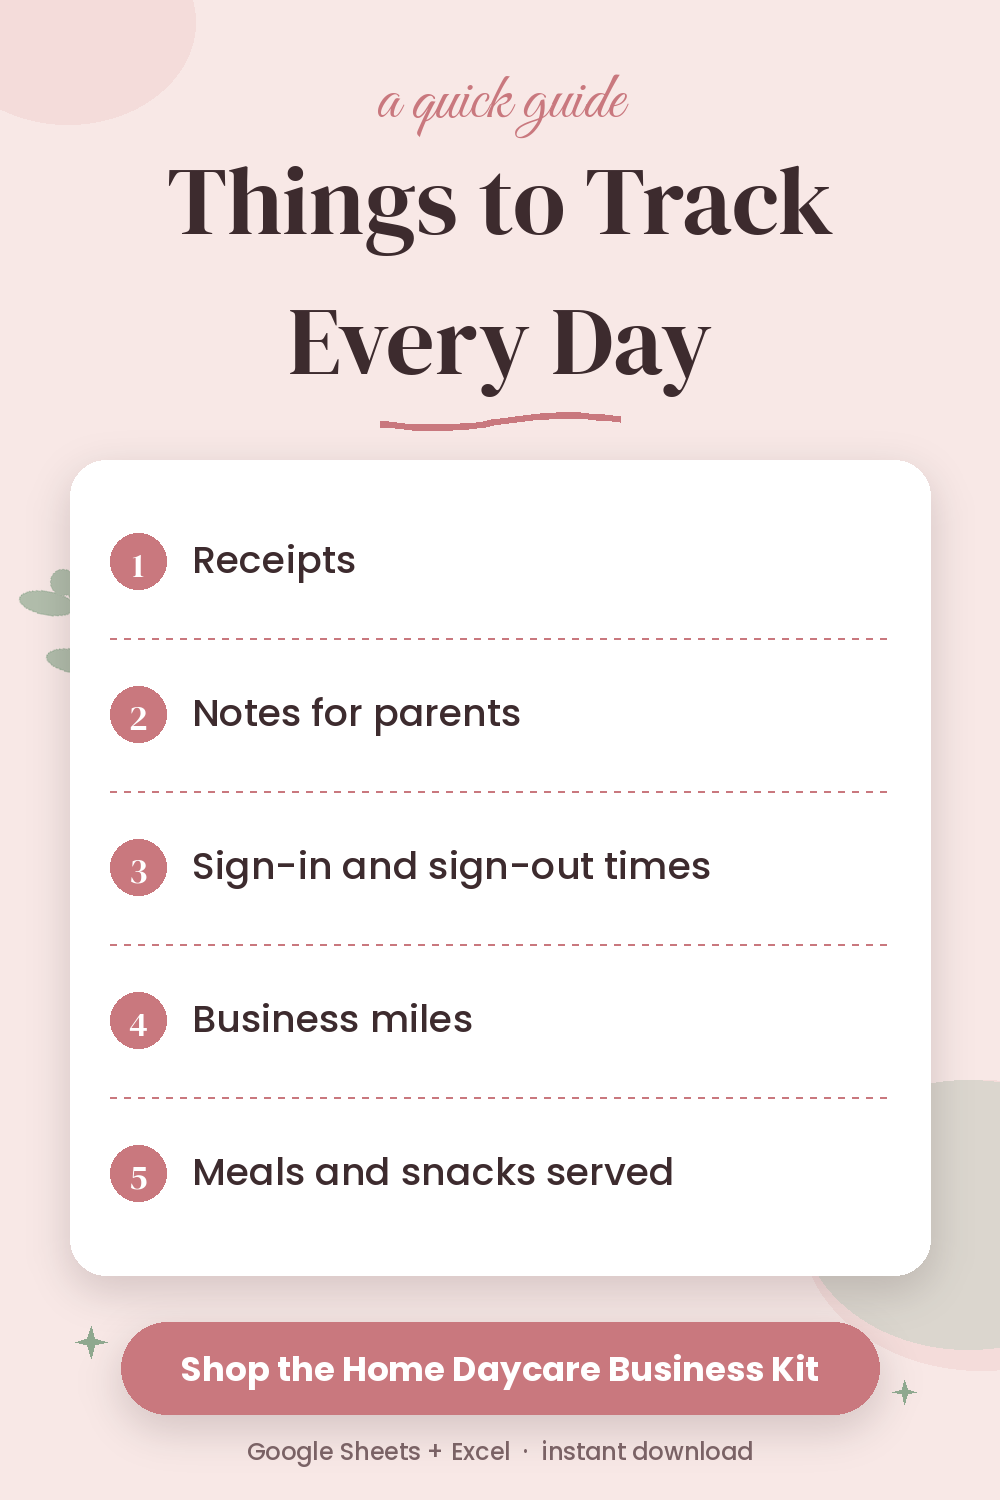 a quick guide
Things to Track
Every Day
1 Receipts
2 Notes for parents
3 Sign-in and sign-out times
4 Business miles
5 Meals and snacks served
Shop the Home Daycare Business Kit
Google Sheets + Excel · instant download